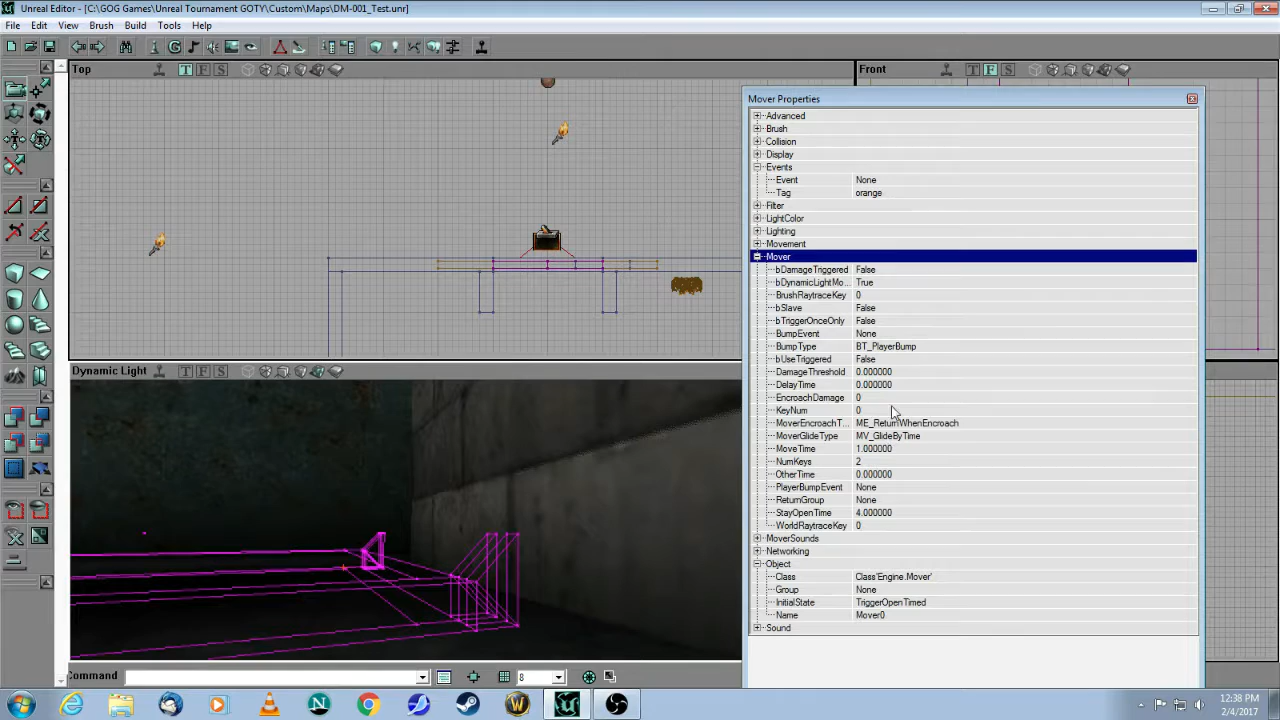 Unreal Editor - [C:\GOG Games\Unreal Tournament GOTY\Custom\Maps\DM-001_Test.unr]
File Edit View Brush Build Tools Help
Top
T F S
Front
T F S
Mover Properties
Advanced
Brush
Collision
Display
Events
Event None
Tag orange
Filter
LightColor
Lighting
Movement
Mover
bDamageTriggered False
bDynamicLightMo... True
BrushRaytraceKey 0
bSlave False
bTriggerOnceOnly False
BumpEvent None
BumpType BT_PlayerBump
bUseTriggered False
DamageThreshold 0.000000
DelayTime 0.000000
EncroachDamage 0
KeyNum 0
MoverEncroachT... ME_ReturnWhenEncroach
MoverGlideType MV_GlideByTime
MoveTime 1.000000
NumKeys 2
OtherTime 0.000000
PlayerBumpEvent None
ReturnGroup None
StayOpenTime 4.000000
WorldRaytraceKey 0
MoverSounds
Networking
Object
Class Class'Engine.Mover'
Group None
InitialState TriggerOpenTimed
Name Mover0
Sound
Dynamic Light
T F S
Command
8
12:38 PM
2/4/2017